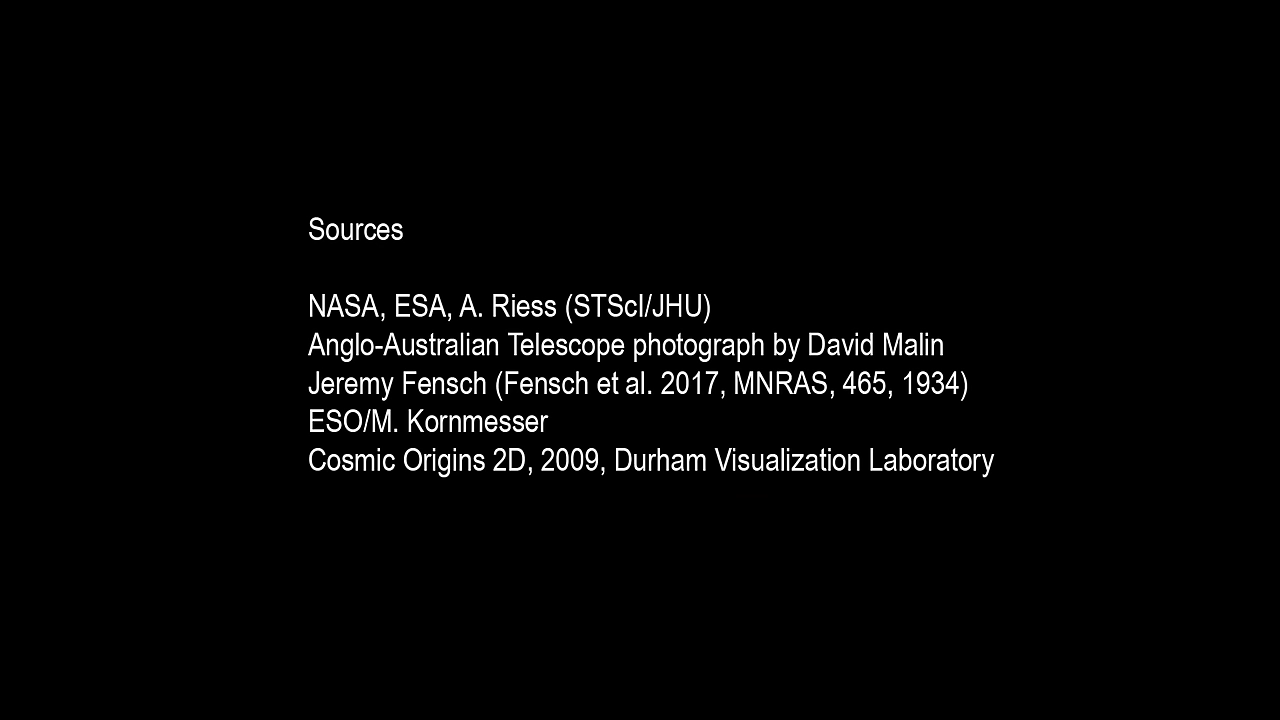 Sources
NASA, ESA, A. Riess (STScI/JHU)
Anglo-Australian Telescope photograph by David Malin
Jeremy Fensch (Fensch et al. 2017, MNRAS, 465, 1934)
ESO/M. Kornmesser
Cosmic Origins 2D, 2009, Durham Visualization Laboratory